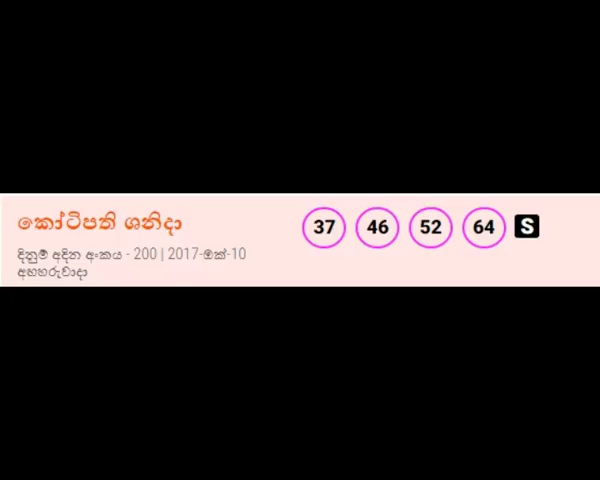 කෝටිපති ශනිදා
37 46 52 64 S
දිනුම් අදින අංකය - 200 | 2017-ඔක්-10
අඟහරුවාදා